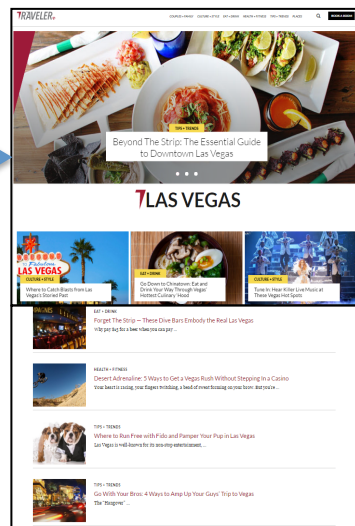 TRAVELER
COUPLES + FAMILY CULTURE + STYLE EAT + DRINK HEALTH + FITNESS TIPS + TRENDS PLACES
TIPS + TRENDS
Beyond The Strip: The Essential Guide
to Downtown Las Vegas
LAS VEGAS
Fabulous
LAS VEGAS
CULTURE + STYLE
Where to Catch Blasts from Las
Vegas's Storied Past
EAT + DRINK
Go Down to Chinatown: Eat and
Drink Your Way Through Vegas'
Hottest Culinary 'Hood
CULTURE + STYLE
Tune In: Hear Killer Live Music at
These Vegas Hot Spots
EAT + DRINK
Forget The Strip — These Dive Bars Embody the Real Las Vegas
Why pay $15 for a beer when you can pay ...
HEALTH + FITNESS
Desert Adrenaline: 5 Ways to Get a Vegas Rush Without Stepping In a Casino
Your heart is racing, your fingers twitching, a bead of sweat forming on your brow. But you're ...
TIPS + TRENDS
Where to Run Free with Fido and Pamper Your Pup in Las Vegas
Las Vegas is well-known for its non-stop entertainment, ...
TIPS + TRENDS
Go With Your Bros: 4 Ways to Amp Up Your Guys' Trip to Vegas
The "Hangover" ...